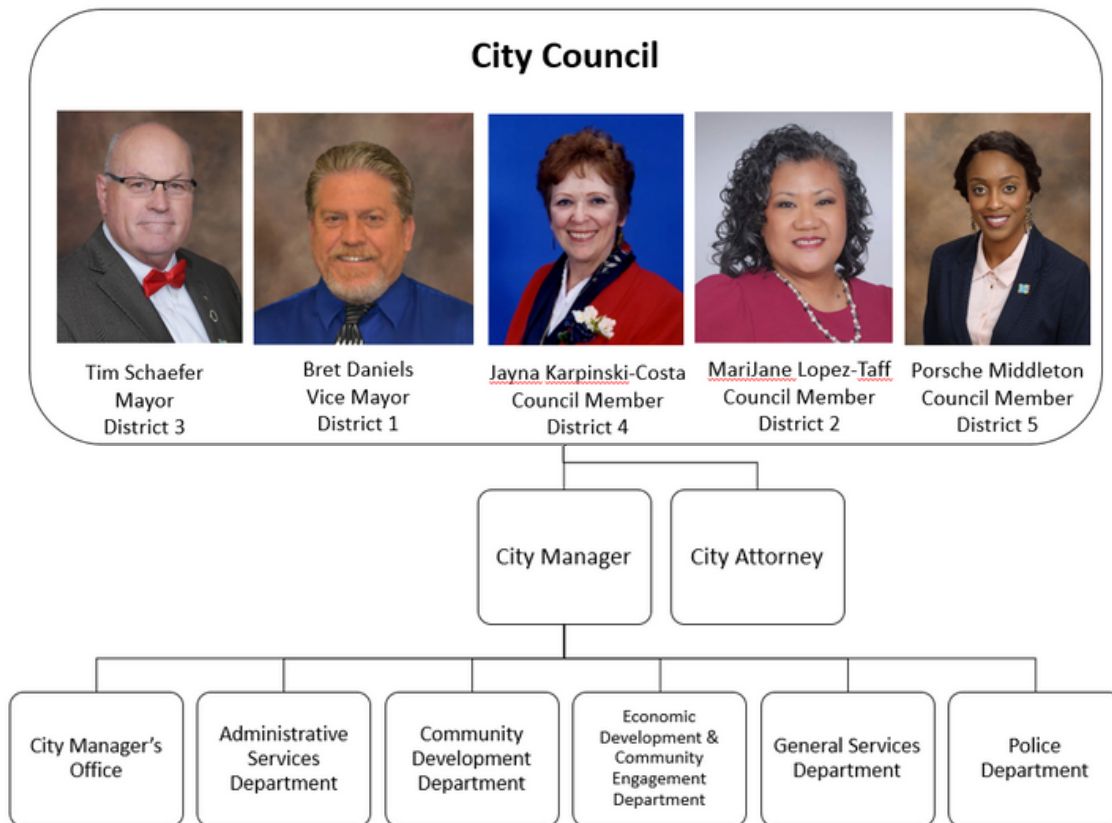 City Council
Tim Schaefer
Mayor
District 3
Bret Daniels
Vice Mayor
District 1
Jayna Karpinski-Costa
Council Member
District 4
MariJane Lopez-Taff
Council Member
District 2
Porsche Middleton
Council Member
District 5
City Manager
City Attorney
City Manager’s
Office
Administrative
Services
Department
Community
Development
Department
Economic
Development &
Community
Engagement
Department
General Services
Department
Police
Department